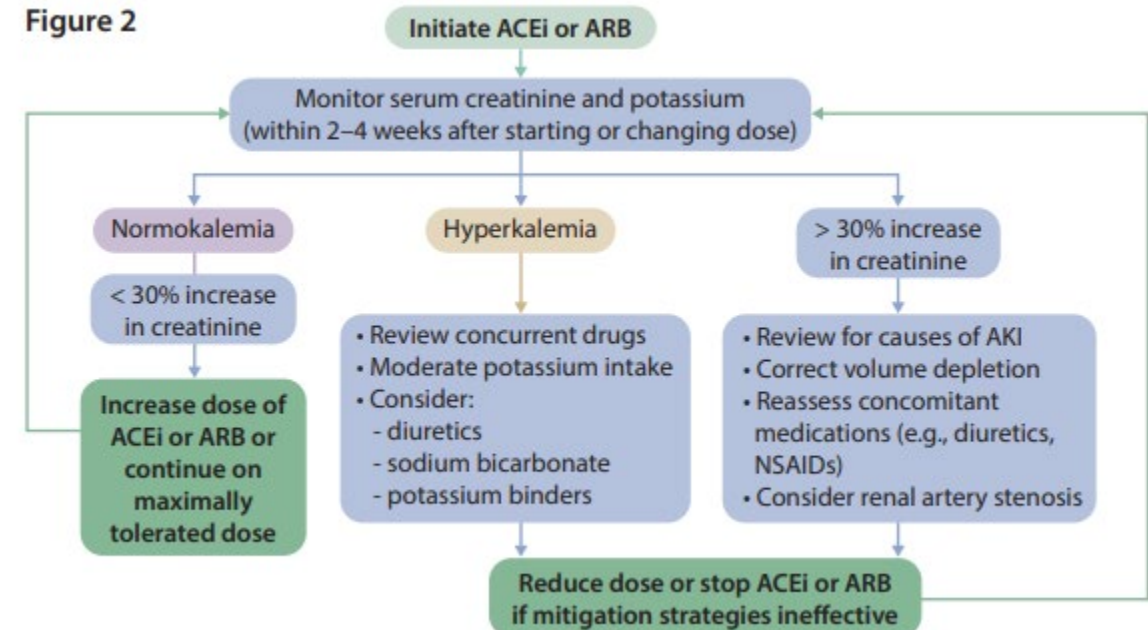 Figure 2
Initiate ACEi or ARB
Monitor serum creatinine and potassium
(within 2–4 weeks after starting or changing dose)
Normokalemia
< 30% increase
in creatinine
Increase dose of
ACEi or ARB or
continue on
maximally
tolerated dose
Hyperkalemia
• Review concurrent drugs
• Moderate potassium intake
• Consider:
- diuretics
- sodium bicarbonate
- potassium binders
> 30% increase
in creatinine
• Review for causes of AKI
• Correct volume depletion
• Reassess concomitant
medications (e.g., diuretics,
NSAIDs)
• Consider renal artery stenosis
Reduce dose or stop ACEi or ARB
if mitigation strategies ineffective